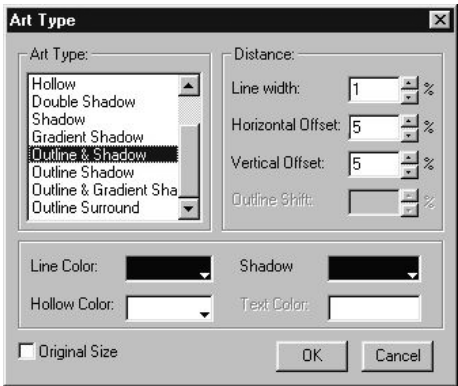 Art Type
Art Type:
Hollow
Double Shadow
Shadow
Gradient Shadow
Outline & Shadow
Outline Shadow
Outline & Gradient Sha
Outline Surround
Distance:
Line width: 1 %
Horizontal Offset: 5 %
Vertical Offset: 5 %
Outline Shift: %
Line Color: Shadow
Hollow Color: Text Color:
Original Size OK Cancel